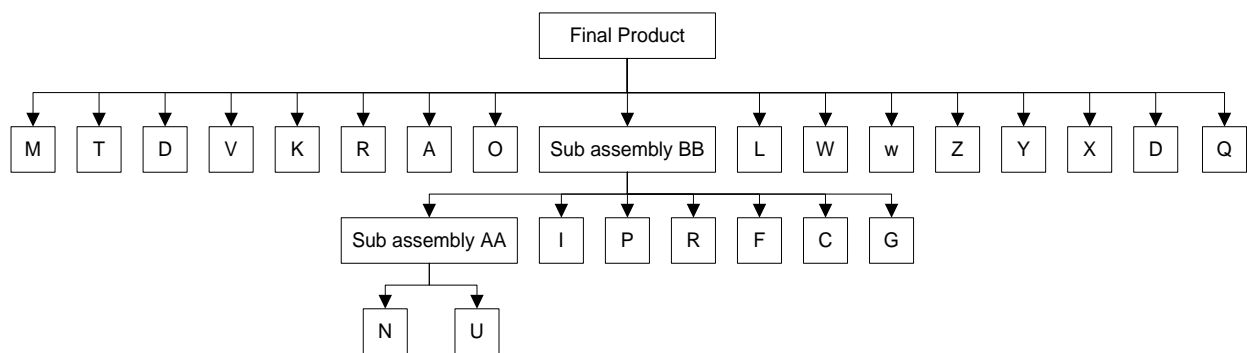 Final Product
M T D V K R A O Sub assembly BB L W w Z Y X D Q
Sub assembly AA I P R F C G
N U